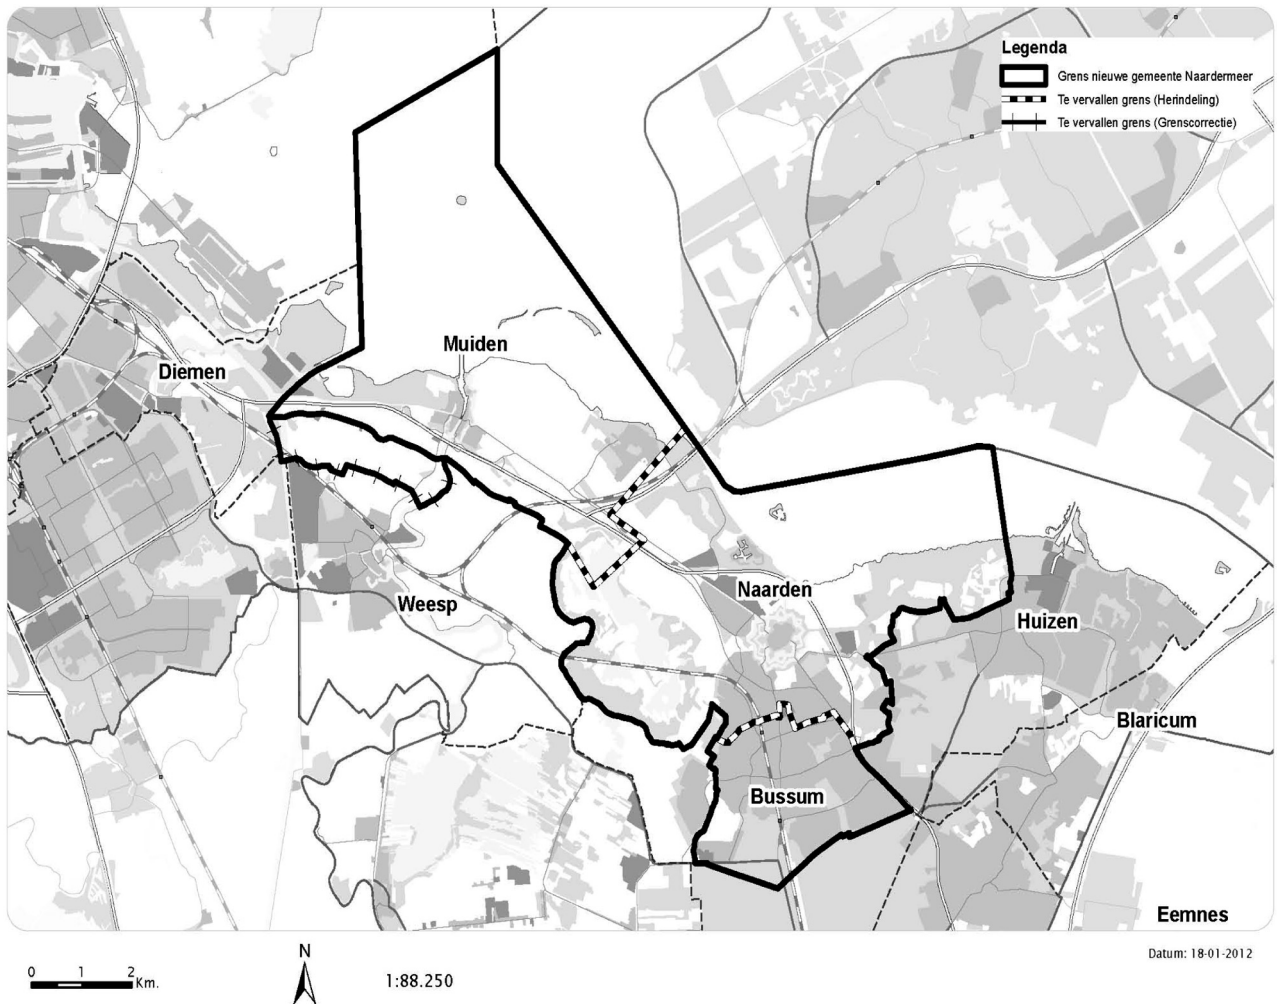 Legenda
Grens nieuwe gemeente Naardermeer
Te vervallen grens (Herindeling)
Te vervallen grens (Grenscorrectie)
Muiden
Diemen
Naarden
Weesp
Huizen
Blaricum
Bussum
Eemnes
Datum: 18-01-2012
N
0 1 2
Km.
1:88.250